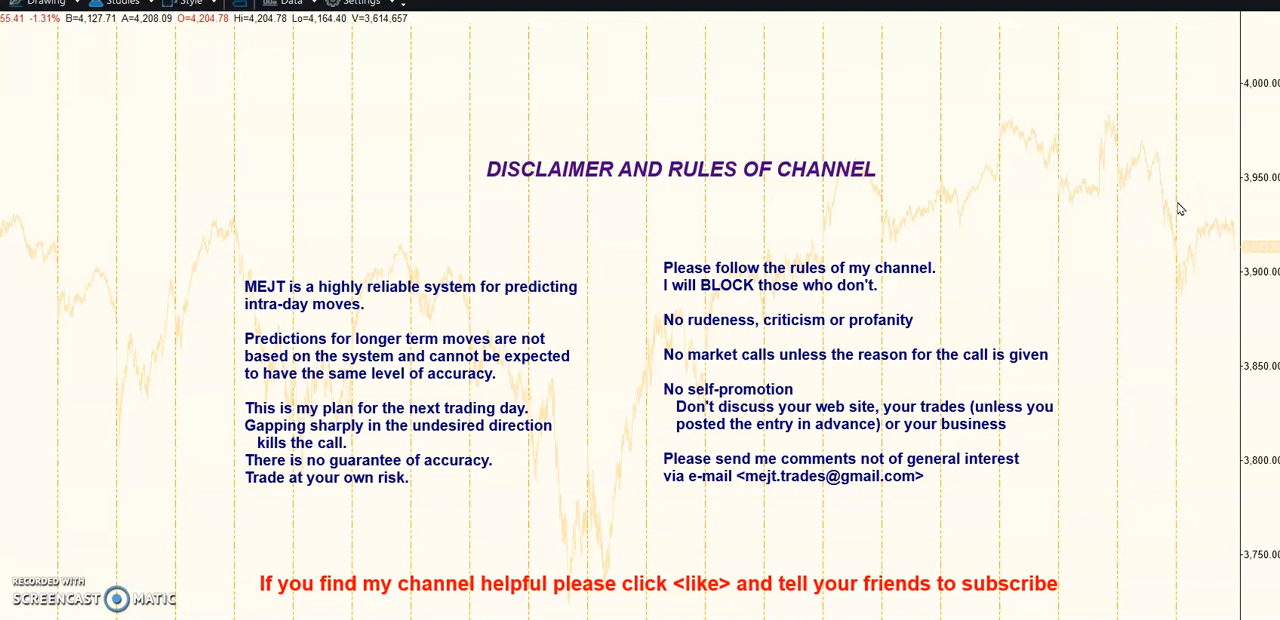 Drawing Studies Style Data Settings
55.41 -1.31% B=4,127.71 A=4,208.09 O=4,204.78 Hi=4,204.78 Lo=4,164.40 V=3,614,657
4,000.00
DISCLAIMER AND RULES OF CHANNEL
3,950.00
MEJT is a highly reliable system for predicting
intra-day moves.
Predictions for longer term moves are not
based on the system and cannot be expected
to have the same level of accuracy.
This is my plan for the next trading day.
Gapping sharply in the undesired direction
kills the call.
There is no guarantee of accuracy.
Trade at your own risk.
Please follow the rules of my channel.
I will BLOCK those who don't.
No rudeness, criticism or profanity
No market calls unless the reason for the call is given
No self-promotion
Don't discuss your web site, your trades (unless you
posted the entry in advance) or your business
Please send me comments not of general interest
via e-mail <mejt.trades@gmail.com>
3,900.00
3,850.00
3,800.00
3,750.00
If you find my channel helpful please click <like> and tell your friends to subscribe
RECORDED WITH
SCREENCAST MATIC